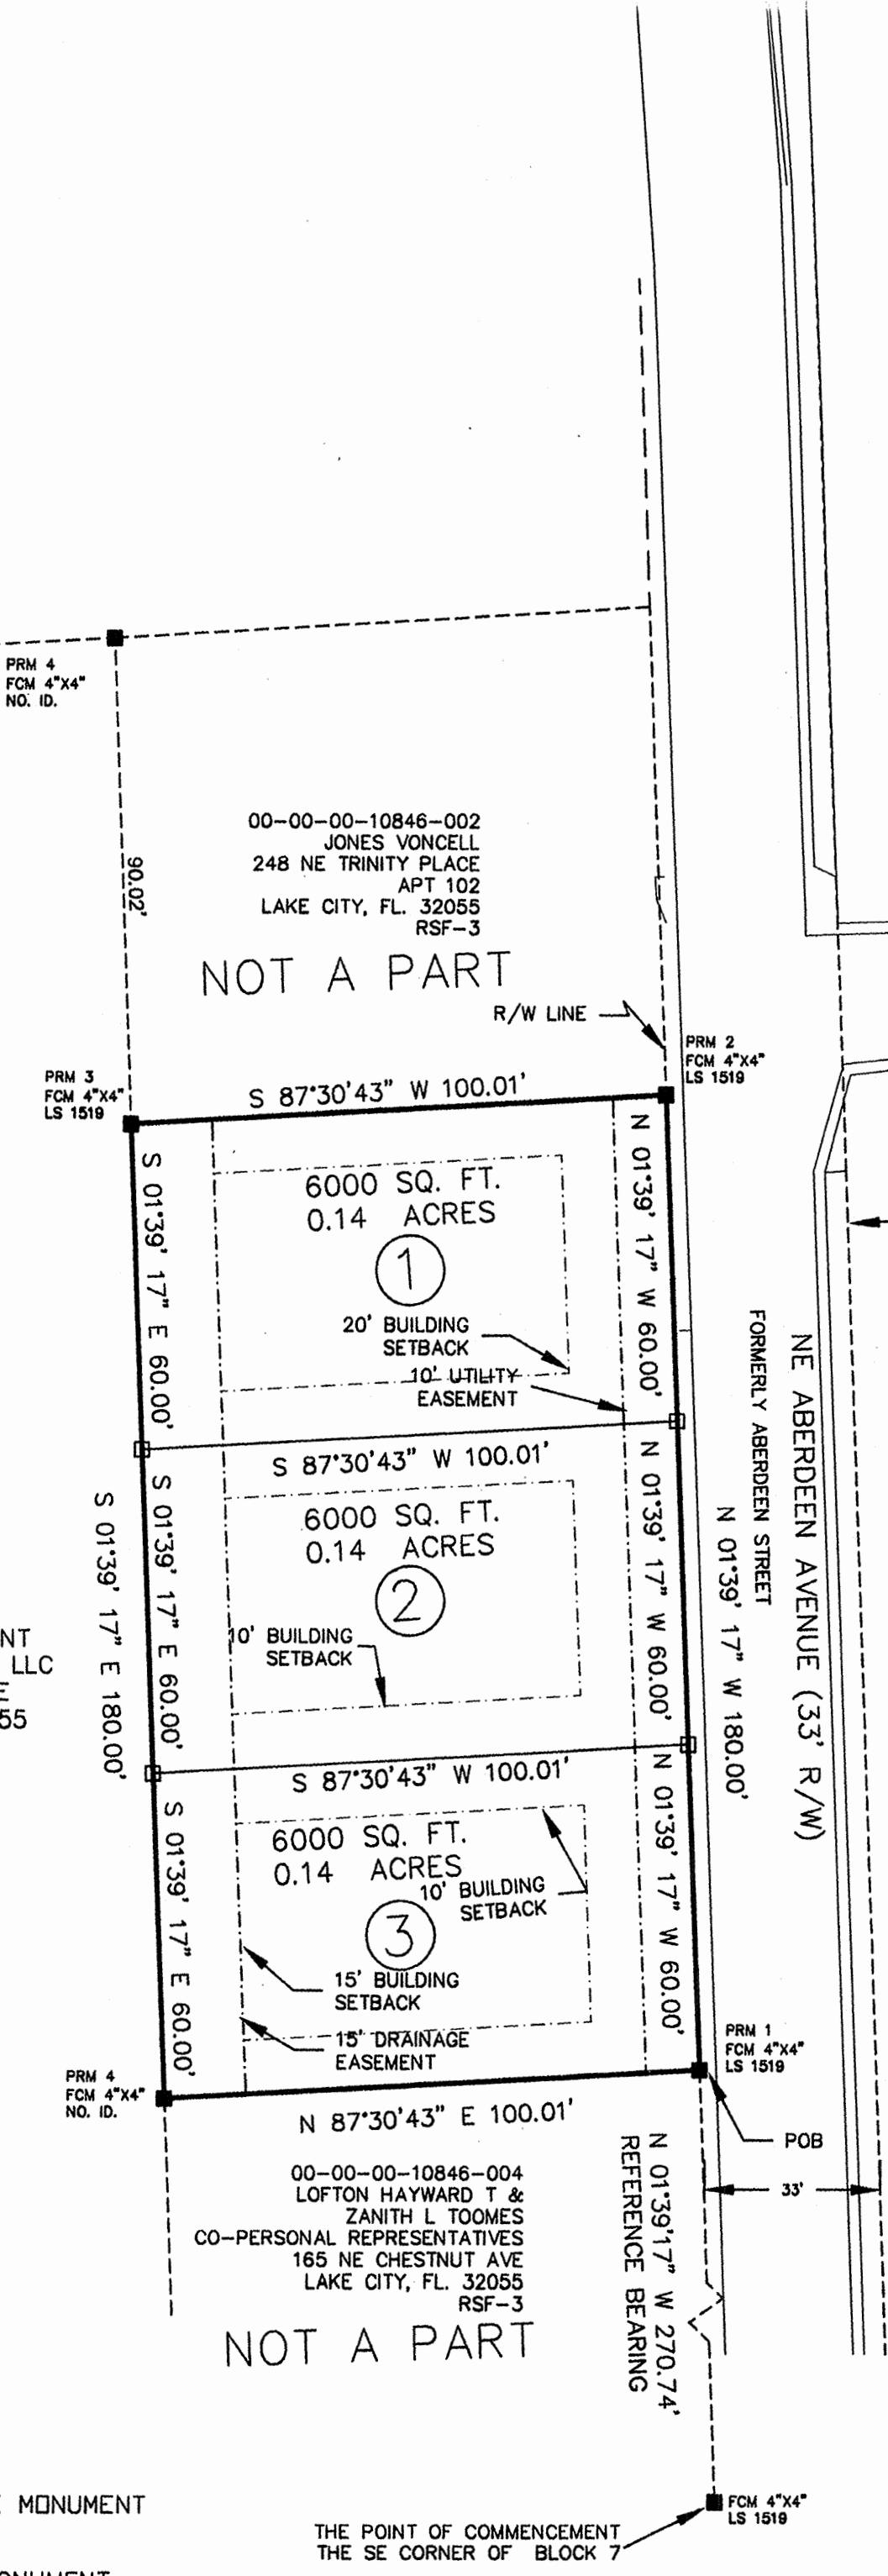 PRM 4
FCM 4"X4"
NO. ID.
90.02'
00-00-00-10846-002
JONES VONCELL
248 NE TRINITY PLACE
APT 102
LAKE CITY, FL. 32055
RSF-3
NOT A PART
R/W LINE
PRM 2
FCM 4"X4"
LS 1519
PRM 3
FCM 4"X4"
LS 1519
S 87°30'43" W 100.01'
S 01°39' 17" E 60.00'
N 01°39' 17" W 60.00'
6000 SQ. FT.
0.14 ACRES
1
20' BUILDING
SETBACK
10' UTILITY
EASEMENT
S 87°30'43" W 100.01'
FORMERLY ABERDEEN STREET
NE ABERDEEN AVENUE (33' R/W)
N 01°39' 17" W 180.00'
S 01°39' 17" E 180.00'
S 01°39' 17" E 60.00'
N 01°39' 17" W 60.00'
6000 SQ. FT.
0.14 ACRES
2
10' BUILDING
SETBACK
NT
LLC
E
55
S 87°30'43" W 100.01'
S 01°39' 17" E 60.00'
N 01°39' 17" W 60.00'
6000 SQ. FT.
0.14 ACRES
10' BUILDING
SETBACK
3
15' BUILDING
SETBACK
15' DRAINAGE
EASEMENT
PRM 1
FCM 4"X4"
LS 1519
PRM 4
FCM 4"X4"
NO. ID.
N 87°30'43" E 100.01'
POB
33'
N 01°39'17" W 270.74'
REFERENCE BEARING
00-00-00-10846-004
LOFTON HAYWARD T &
ZANITH L TOOMES
CO-PERSONAL REPRESENTATIVES
165 NE CHESTNUT AVE
LAKE CITY, FL. 32055
RSF-3
NOT A PART
MONUMENT
FCM 4"X4"
LS 1519
THE POINT OF COMMENCEMENT
THE SE CORNER OF BLOCK 7